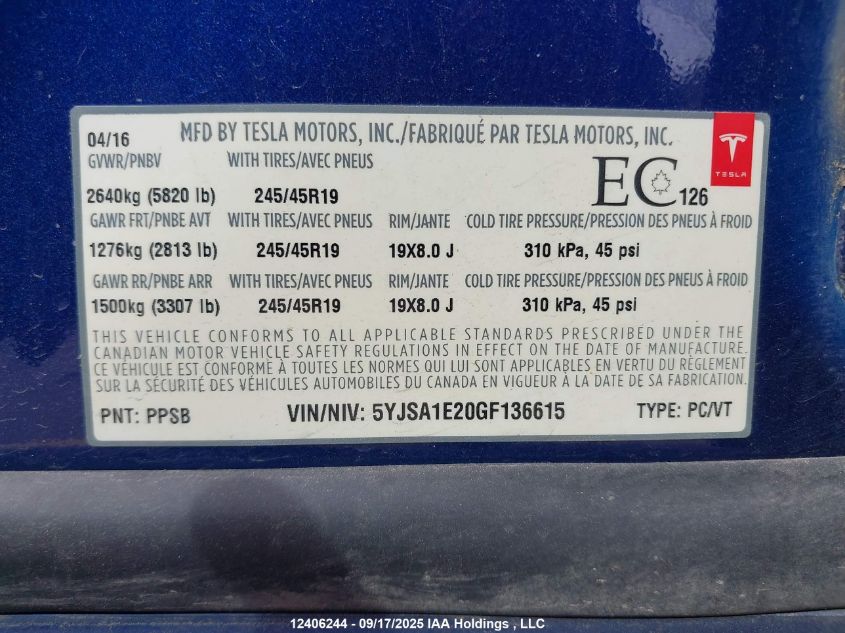 04/16 MFD BY TESLA MOTORS, INC./FABRIQUÉ PAR TESLA MOTORS, INC.
GVWR/PNBV WITH TIRES/AVEC PNEUS
EC 126
TESLA
2640kg (5820 lb) 245/45R19
GAWR FRT/PNBE AVT WITH TIRES/AVEC PNEUS RIM/JANTE COLD TIRE PRESSURE/PRESSION DES PNEUS À FROID
1276kg (2813 lb) 245/45R19 19X8.0 J 310 kPa, 45 psi
GAWR RR/PNBE ARR WITH TIRES/AVEC PNEUS RIM/JANTE COLD TIRE PRESSURE/PRESSION DES PNEUS À FROID
1500kg (3307 lb) 245/45R19 19X8.0 J 310 kPa, 45 psi
THIS VEHICLE CONFORMS TO ALL APPLICABLE STANDARDS PRESCRIBED UNDER THE
CANADIAN MOTOR VEHICLE SAFETY REGULATIONS IN EFFECT ON THE DATE OF MANUFACTURE.
CE VÉHICULE EST CONFORME À TOUTES LES NORMES QUI LUI SONT APPLICABLES EN VERTU DU RÈGLEMENT
SUR LA SÉCURITÉ DES VÉHICULES AUTOMOBILES DU CANADA EN VIGUEUR À LA DATE DE SA FABRICATION.
PNT: PPSB VIN/NIV: 5YJSA1E20GF136615 TYPE: PC/VT
12406244 - 09/17/2025 IAA Holdings , LLC